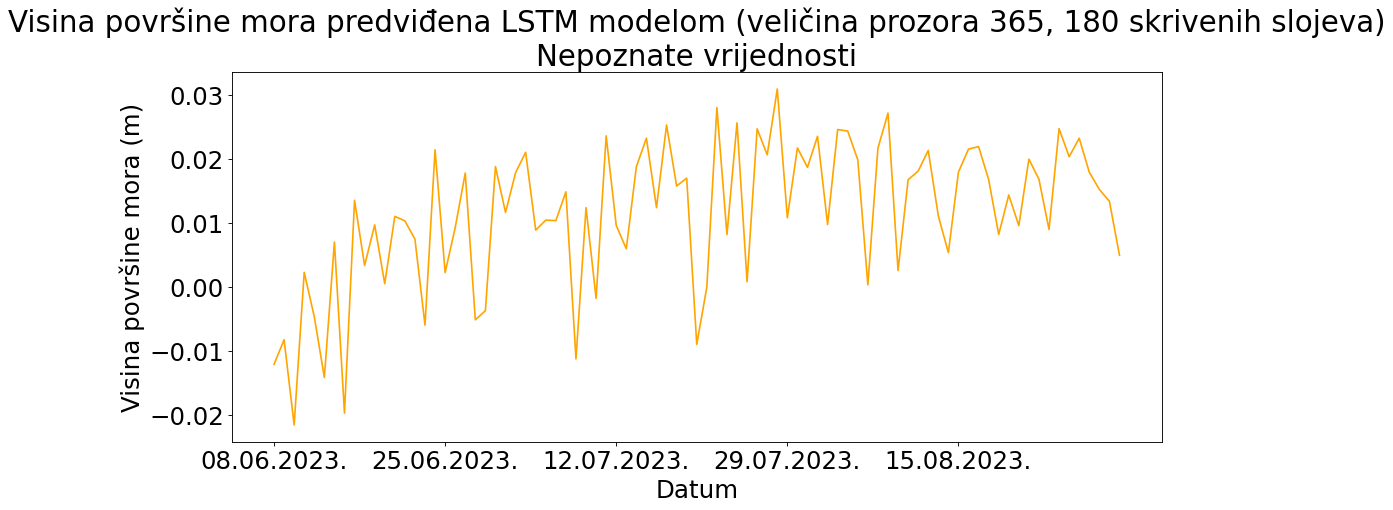 Visina površine mora predviđena LSTM modelom (veličina prozora 365, 180 skrivenih slojeva)
Nepoznate vrijednosti
Visina površine mora (m)
0.03
0.02
0.01
0.00
−0.01
−0.02
08.06.2023. 25.06.2023. 12.07.2023. 29.07.2023. 15.08.2023.
Datum